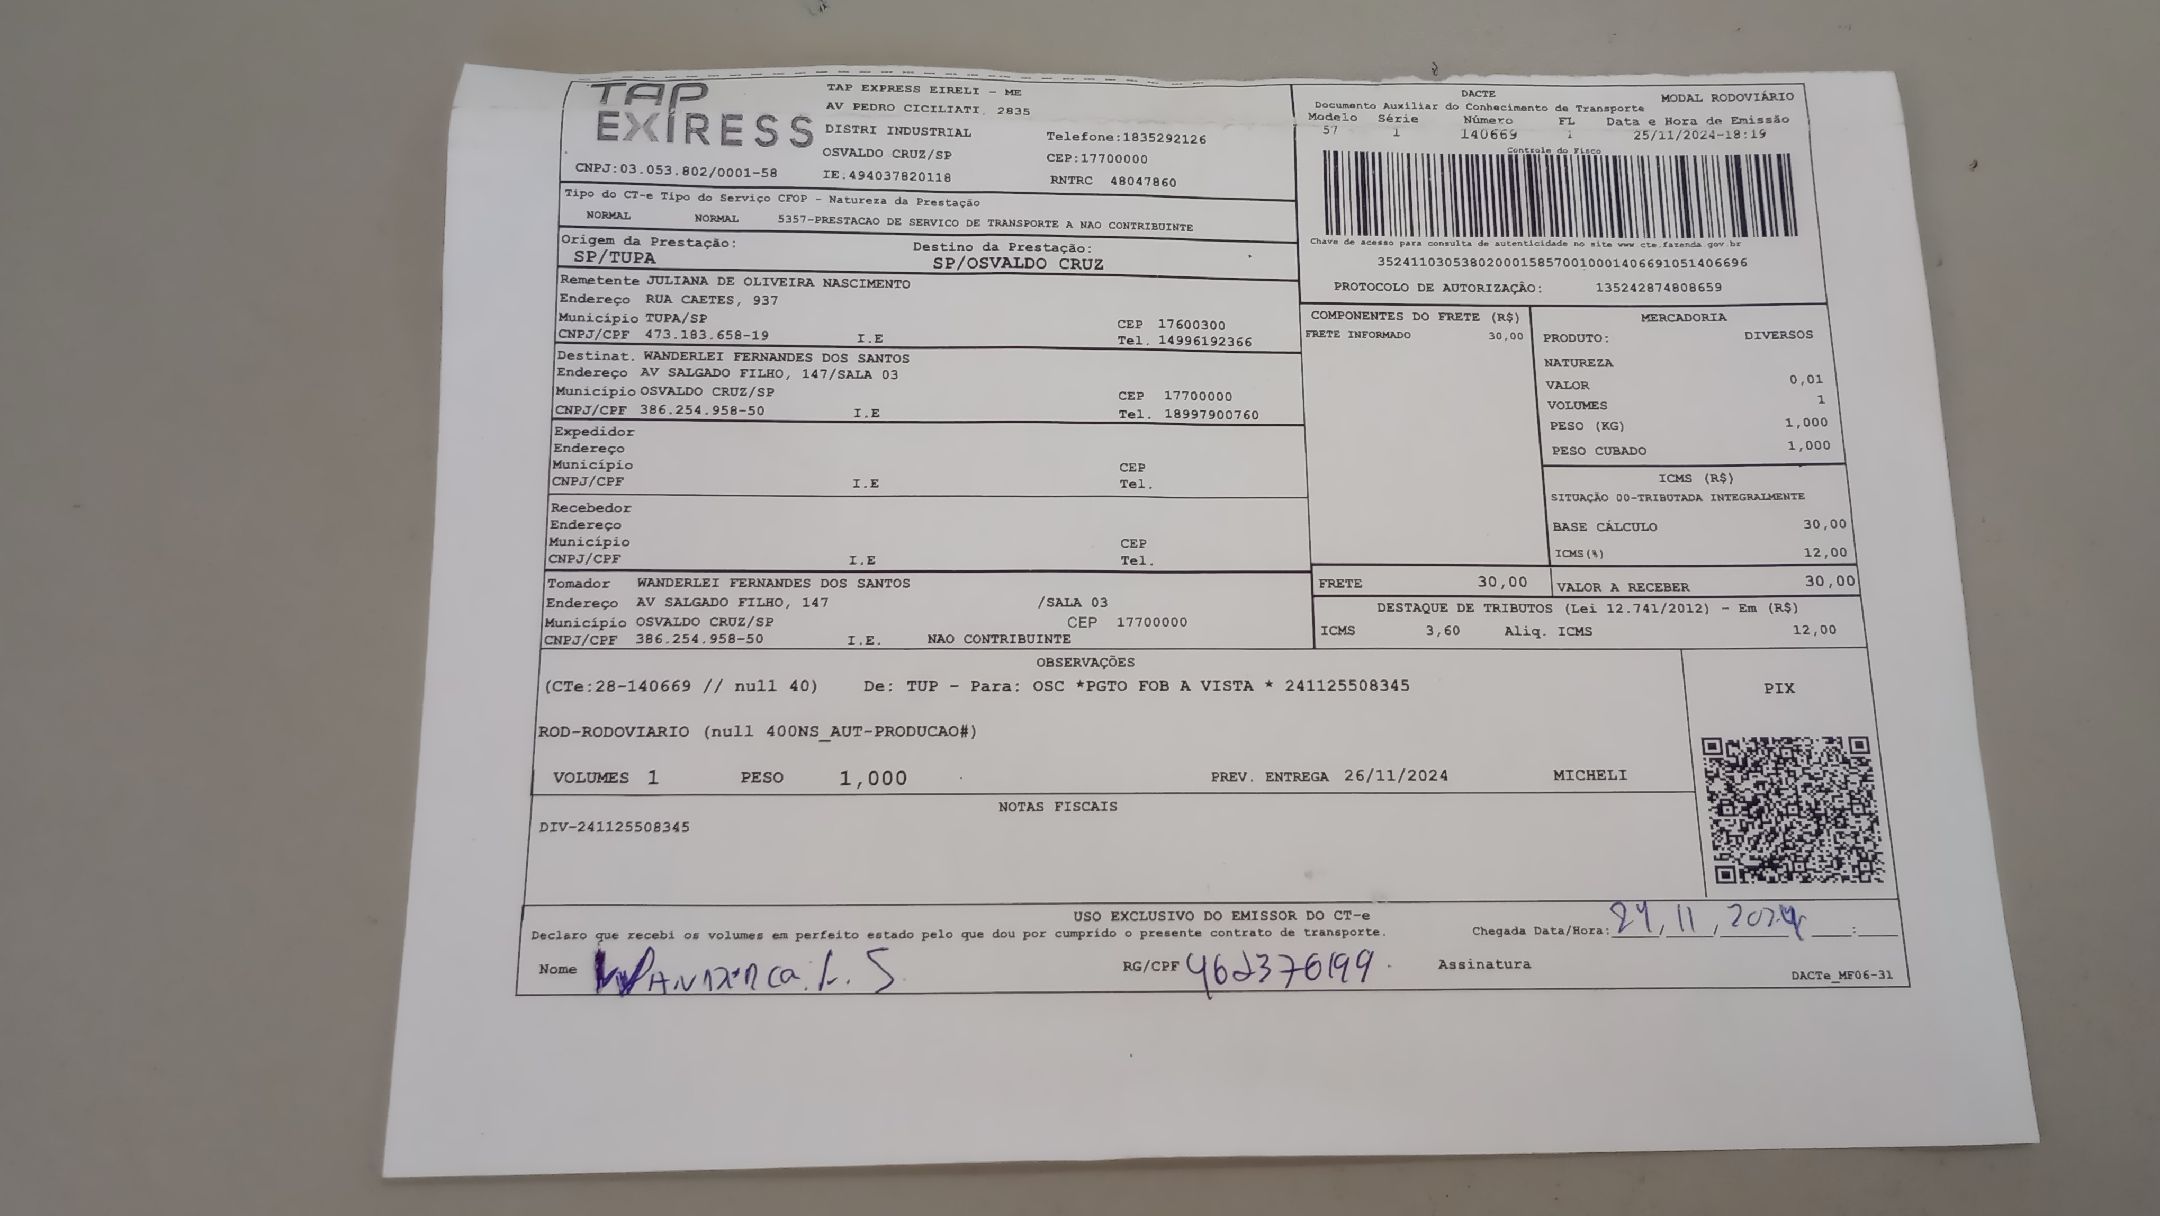 TAP
EXPRESS
CNPJ:03.053.802/0001-58
TAP EXPRESS EIRELI - ME
AV PEDRO CICILIATI, 2835
DISTRI INDUSTRIAL
OSVALDO CRUZ/SP
IE:494037820118
Telefone:1835292126
CEP:17700000
RNTRC 48047860
DACTE
MODAL RODOVIÁRIO
Documento Auxiliar do Conhecimento de Transporte
Modelo Série Número FL Data e Hora de Emissão
57 1 140669 1 25/11/2024-18:19
Controle do Fisco
Chave de acesso para consulta de autenticidade no site www cte.fazenda.gov.br
35241103053802000158570010001406691051406696
PROTOCOLO DE AUTORIZAÇÃO: 135242874808659
Tipo do CT-e Tipo do Serviço CFOP - Natureza da Prestação
NORMAL NORMAL 5357-PRESTACAO DE SERVICO DE TRANSPORTE A NAO CONTRIBUINTE
Origem da Prestação: Destino da Prestação:
SP/TUPA SP/OSVALDO CRUZ
Remetente JULIANA DE OLIVEIRA NASCIMENTO
Endereço RUA CAETES, 937
Município TUPA/SP CEP 17600300
CNPJ/CPF 473.183.658-19 I.E Tel. 14996192366
Destinat. WANDERLEI FERNANDES DOS SANTOS
Endereço AV SALGADO FILHO, 147/SALA 03
Município OSVALDO CRUZ/SP CEP 17700000
CNPJ/CPF 386.254.958-50 I.E Tel. 18997900760
Expedidor
Endereço
Município CEP
CNPJ/CPF I.E Tel.
Recebedor
Endereço
Município CEP
CNPJ/CPF I.E Tel.
Tomador WANDERLEI FERNANDES DOS SANTOS
Endereço AV SALGADO FILHO, 147 /SALA 03
Município OSVALDO CRUZ/SP CEP 17700000
CNPJ/CPF 386.254.958-50 I.E. NAO CONTRIBUINTE
COMPONENTES DO FRETE (R$)
FRETE INFORMADO 30,00
MERCADORIA
PRODUTO: DIVERSOS
NATUREZA
VALOR 0,01
VOLUMES 1
PESO (KG) 1,000
PESO CUBADO 1,000
ICMS (R$)
SITUAÇÃO 00-TRIBUTADA INTEGRALMENTE
BASE CÁLCULO 30,00
ICMS(%) 12,00
FRETE 30,00 VALOR A RECEBER 30,00
DESTAQUE DE TRIBUTOS (Lei 12.741/2012) - Em (R$)
ICMS 3,60 Aliq. ICMS 12,00
OBSERVAÇÕES
(CTe:28-140669 // null 40) De: TUP - Para: OSC *PGTO FOB A VISTA * 241125508345
ROD-RODOVIARIO (null 400NS_AUT-PRODUCAO#)
VOLUMES 1 PESO 1,000 PREV. ENTREGA 26/11/2024 MICHELI
PIX
NOTAS FISCAIS
DIV-241125508345
USO EXCLUSIVO DO EMISSOR DO CT-e
Declaro que recebi os volumes em perfeito estado pelo que dou por cumprido o presente contrato de transporte. Chegada Data/Hora: 11, 2024 :
Nome RG/CPF 462376199 Assinatura
DACTe_MF06-31